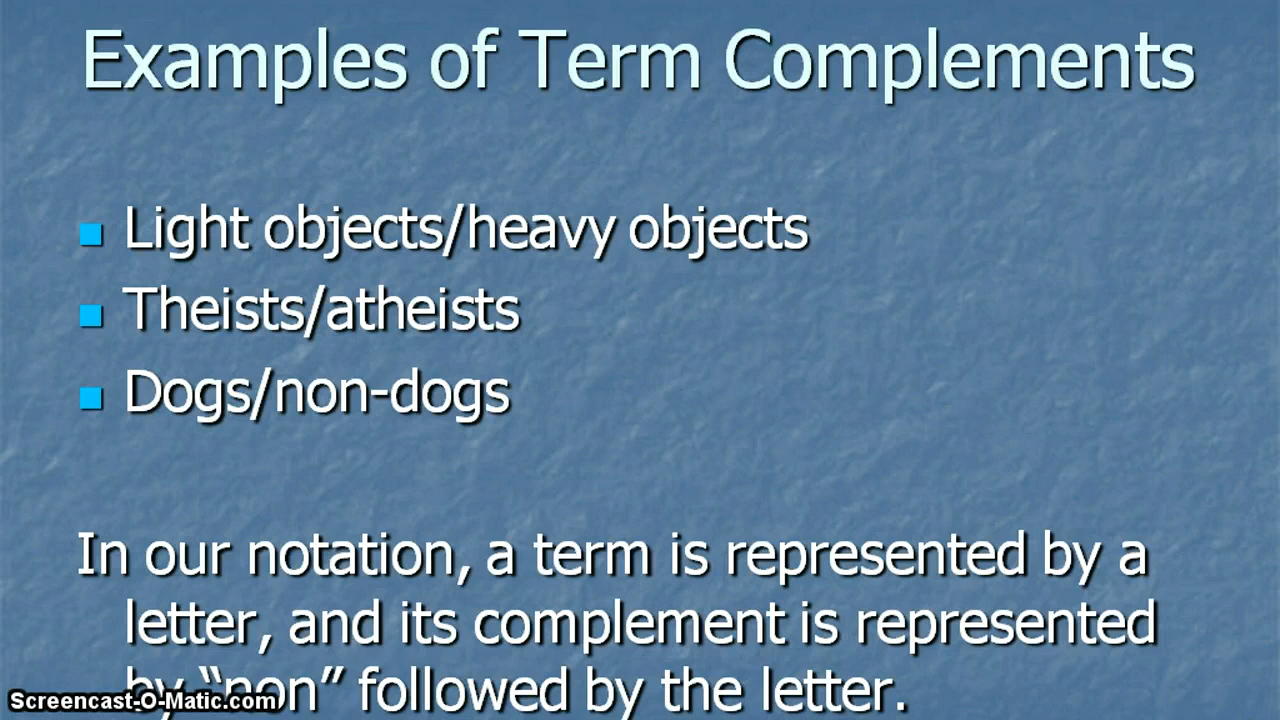 Examples of Term Complements
Light objects/heavy objects
Theists/atheists
Dogs/non-dogs
In our notation, a term is represented by a
letter, and its complement is represented
by “non” followed by the letter.
Screencast-O-Matic.com